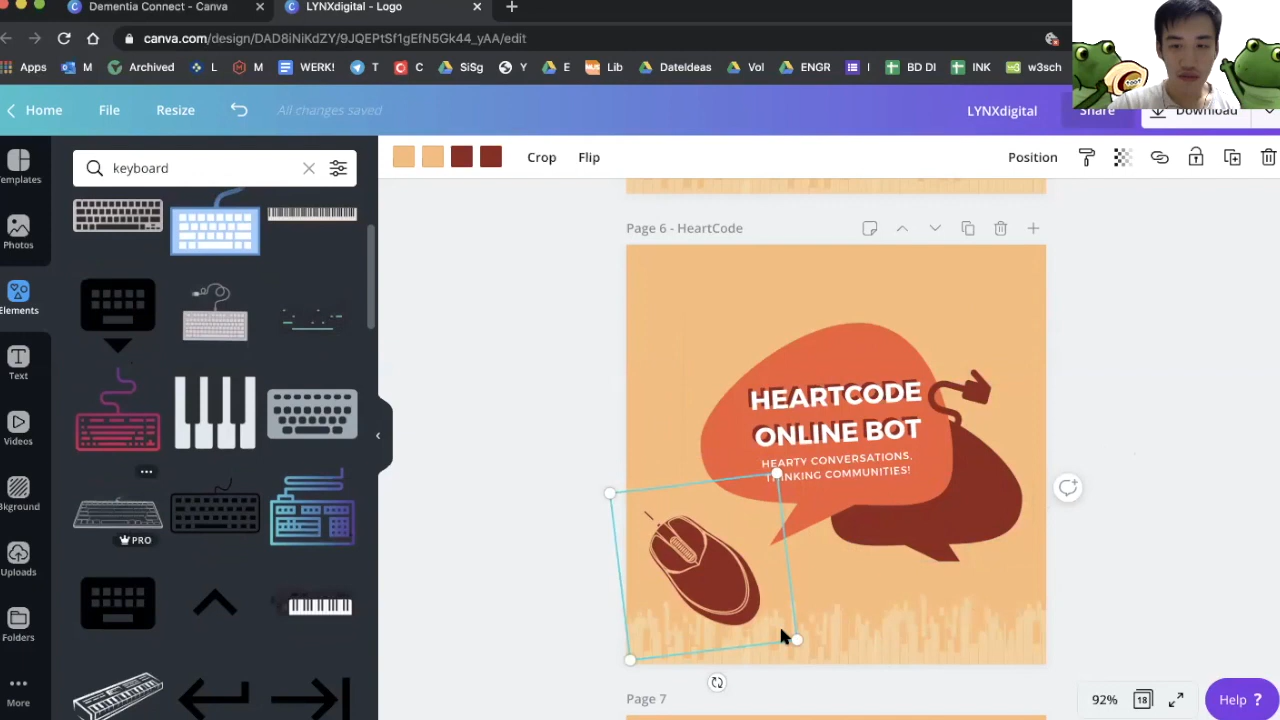 Dementia Connect - Canva
LYNXdigital - Logo
canva.com/design/DAD8iNiKdZY/9JQEPtSf1gEfN5Gk44_yAA/edit
Apps M Archived L M WERK! T C SiSg Y E Lib DateIdeas Vol ENGR I BD DI INK w3sch
Home File Resize All changes saved LYNXdigital Share Download
Templates
Photos
Elements
Text
Videos
Bkground
Uploads
Folders
More
keyboard
PRO
Crop Flip Position
Page 6 - HeartCode
HEARTCODE
ONLINE BOT
HEARTY CONVERSATIONS.
THINKING COMMUNITIES!
Page 7
92% 18 Help ?